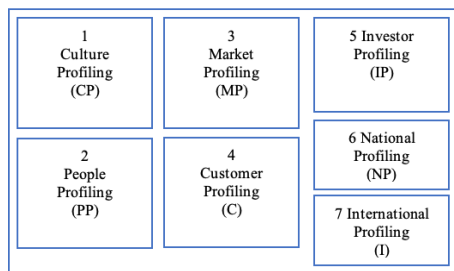 1
Culture
Profiling
(CP)
2
People
Profiling
(PP)
3
Market
Profiling
(MP)
4
Customer
Profiling
(C)
5 Investor
Profiling
(IP)
6 National
Profiling
(NP)
7 International
Profiling
(I)